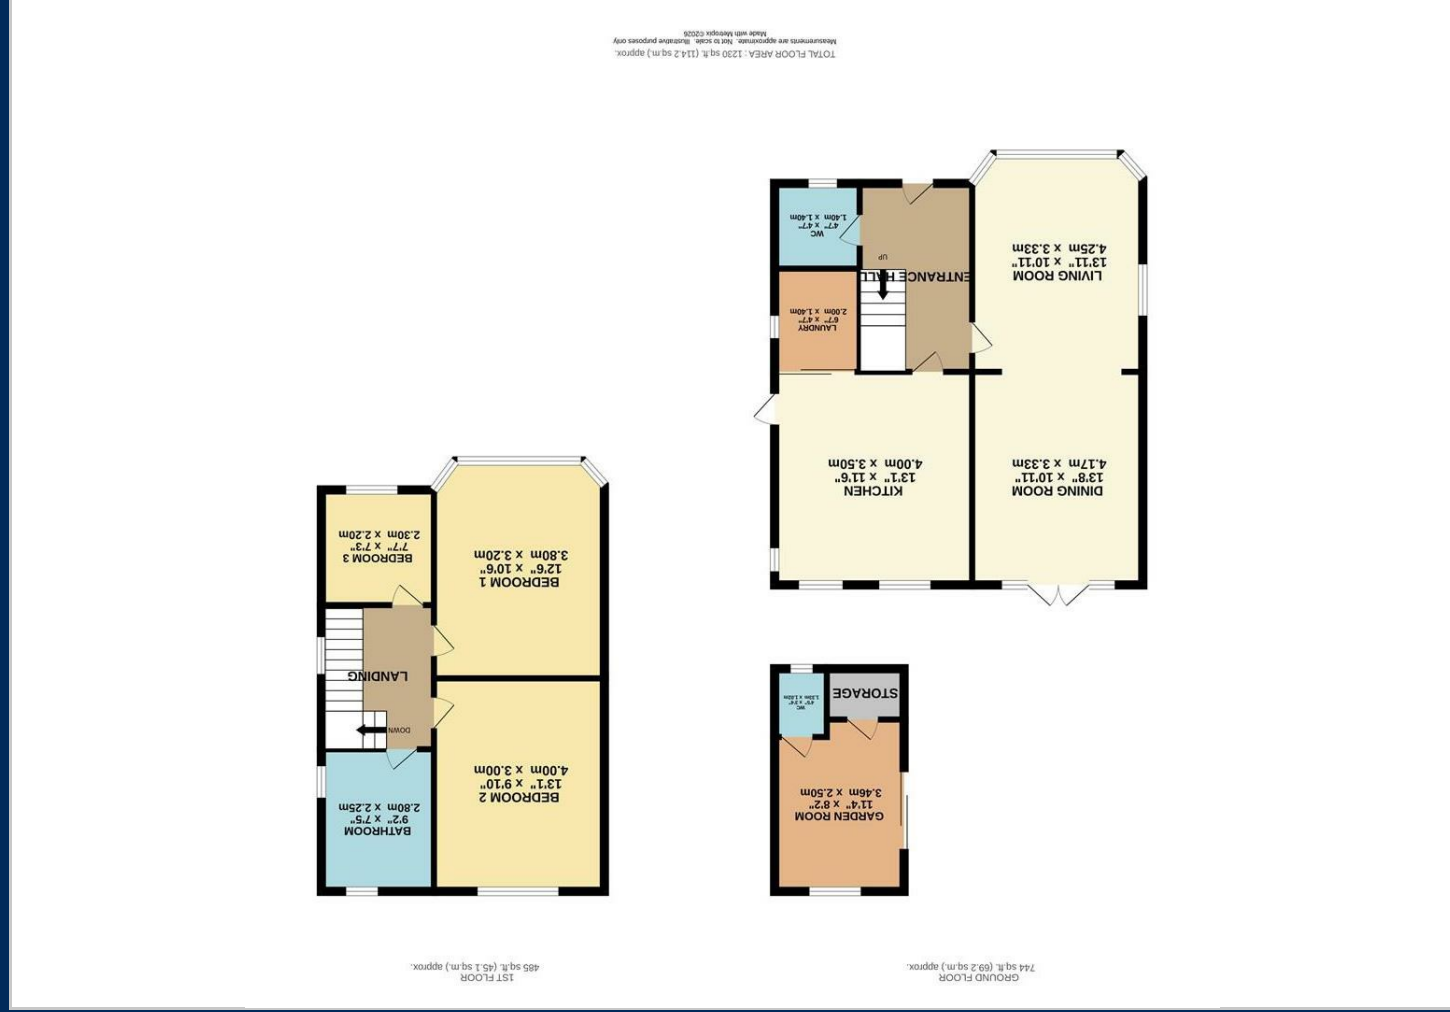 GROUND FLOOR
744 sq.ft. (69.2 sq.m.) approx.
GARDEN ROOM
11'4" x 8'2"
3.46m x 2.50m
STORAGE
WC
DINING ROOM
13'8" x 10'11"
4.17m x 3.33m
KITCHEN
13'1" x 11'6"
4.00m x 3.50m
LIVING ROOM
13'11" x 10'11"
4.25m x 3.33m
ENTRANCE HALL
UP
LAUNDRY
6'7" x 4'7"
2.00m x 1.40m
WC
4'7" x 4'7"
1.40m x 1.40m
1ST FLOOR
485 sq.ft. (45.1 sq.m.) approx.
BEDROOM 2
13'1" x 9'10"
4.00m x 3.00m
BATHROOM
9'2" x 7'5"
2.80m x 2.25m
DOWN
LANDING
BEDROOM 1
12'6" x 10'6"
3.80m x 3.20m
BEDROOM 3
7'7" x 7'3"
2.30m x 2.20m
TOTAL FLOOR AREA : 1230 sq.ft. (114.2 sq.m.) approx.
Measurements are approximate. Not to scale. Illustrative purposes only
Made with Metropix ©2026